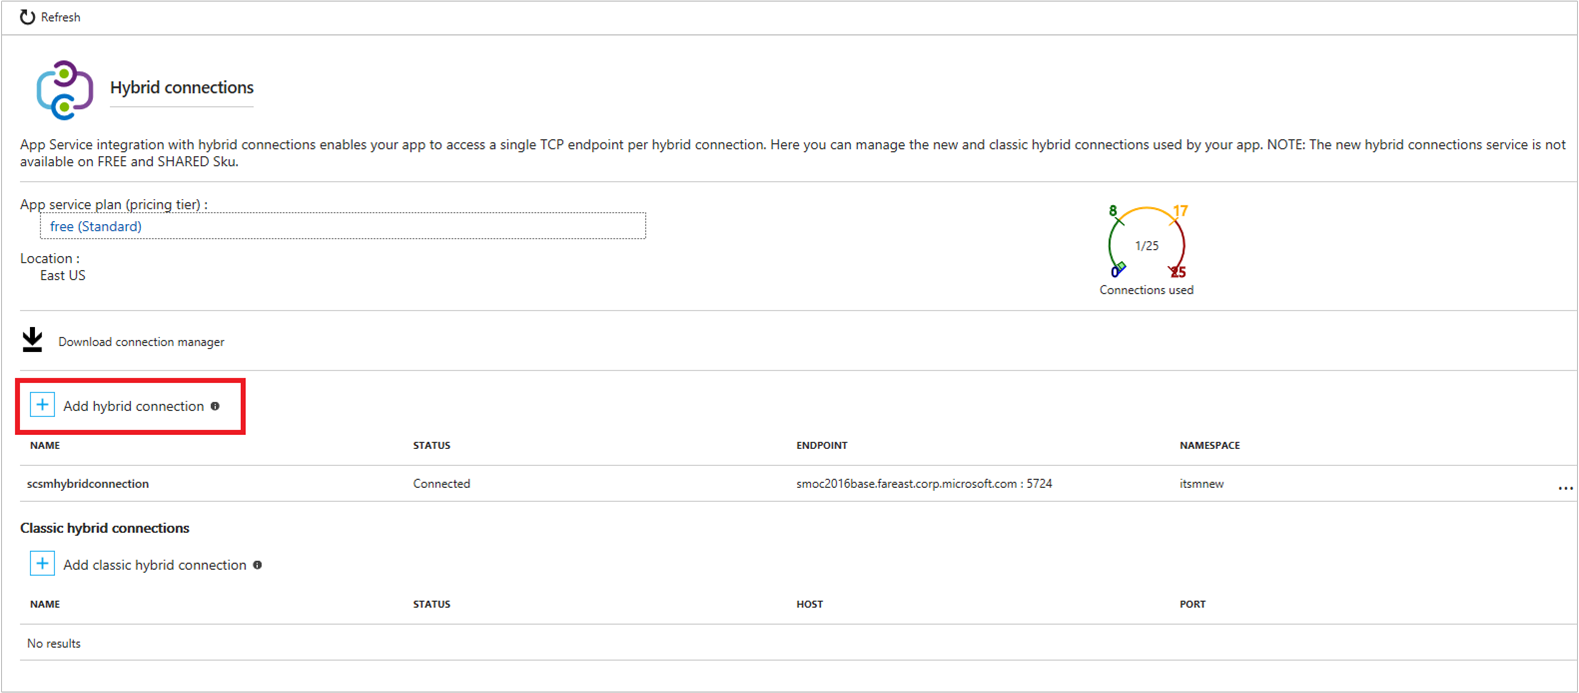 Refresh
Hybrid connections
App Service integration with hybrid connections enables your app to access a single TCP endpoint per hybrid connection. Here you can manage the new and classic hybrid connections used by your app. NOTE: The new hybrid connections service is not
available on FREE and SHARED Sku.
App service plan (pricing tier) :
free (Standard)
Location :
East US
8 17
1/25
0 25
Connections used
Download connection manager
Add hybrid connection
NAME STATUS ENDPOINT NAMESPACE
scsmhybridconnection Connected smoc2016base.fareast.corp.microsoft.com : 5724 itsmnew ...
Classic hybrid connections
Add classic hybrid connection
NAME STATUS HOST PORT
No results